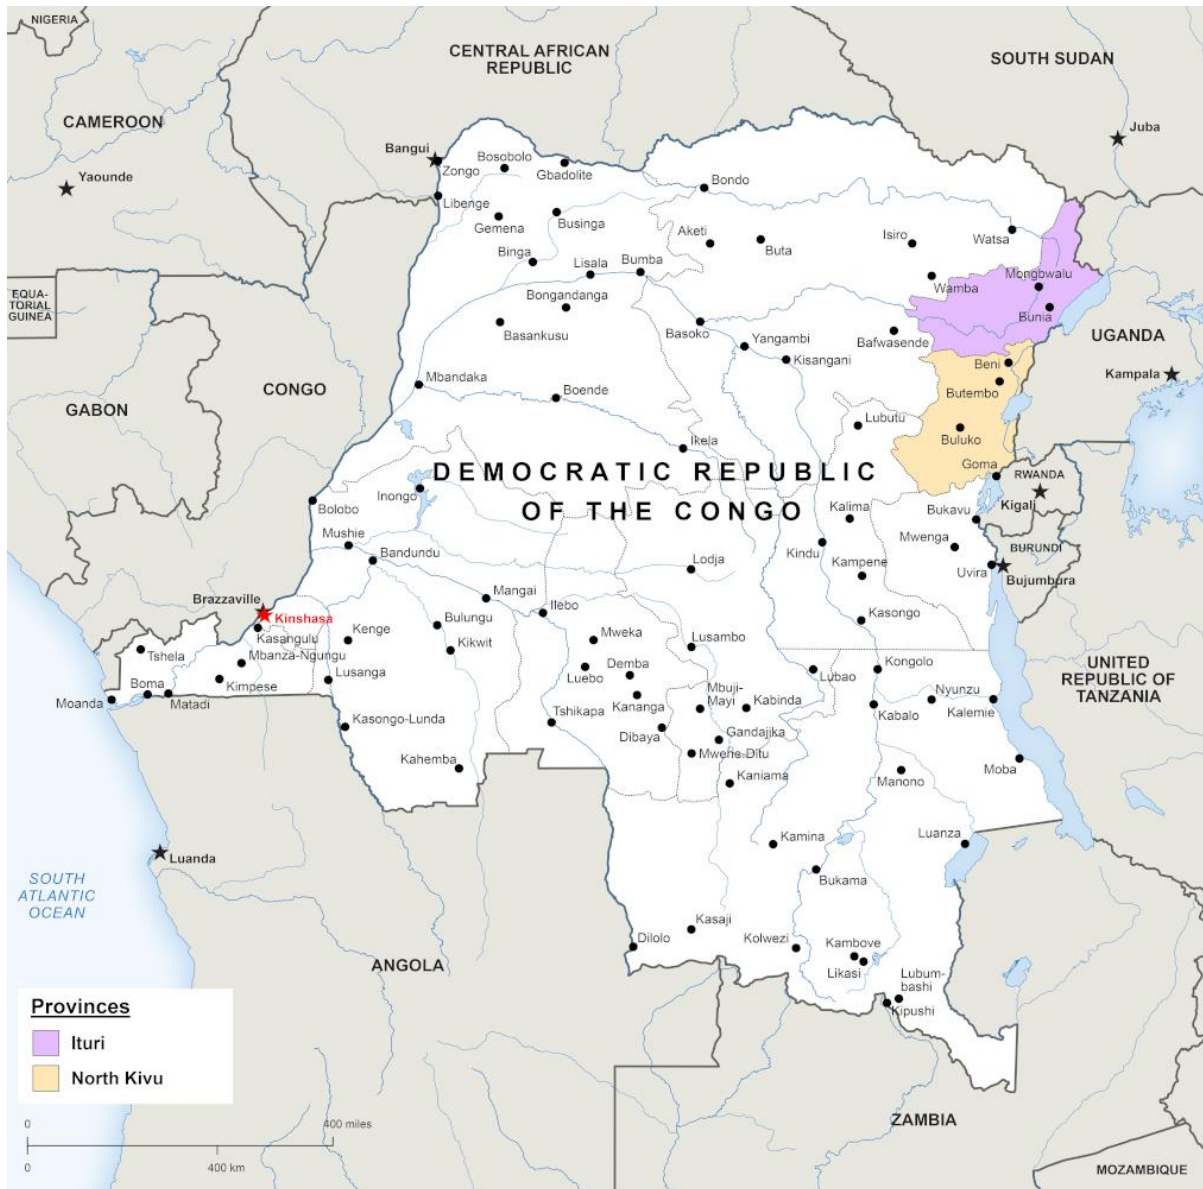 NIGERIA
CENTRAL AFRICAN
REPUBLIC
SOUTH SUDAN
CAMEROON
Juba
Yaounde
Bangui
Zongo
Bosobolo
Gbadolite
Bondo
Libenge
Gemena
Businga
Aketi
Buta
Isiro
Watsa
Binga
Lisala
Bumba
Wamba
Mongbwalu
EQUA-
TORIAL
GUINEA
Bongandanga
Basankusu
Basoko
Yangambi
Bafwasende
Bunia
UGANDA
Kisangani
Beni
Kampala
CONGO
Mbandaka
Boende
Butembo
GABON
Lubutu
Buluko
Ikela
Goma
DEMOCRATIC REPUBLIC
OF THE CONGO
RWANDA
Kigali
Inongo
Bolobo
Kalima
Bukavu
Mushie
Bandundu
Kindu
Mwenga
BURUNDI
Lodja
Kampene
Uvira
Bujumbura
Brazzaville
Kinshasa
Mangai
Ilebo
Kasangulu
Kenge
Bulungu
Kikwit
Mweka
Lusambo
Kasongo
Tshela
Mbanza-Ngungu
Luebo
Demba
UNITED
REPUBLIC OF
TANZANIA
Boma
Kimpese
Lusanga
Kananga
Mbuji-
Mayi
Kabinda
Lubao
Kongolo
Nyunzu
Moanda
Matadi
Kasongo-Lunda
Tshikapa
Dibaya
Gandajika
Kabalo
Kalemie
Kahemba
Mwene-Ditu
Kaniama
Manono
Moba
Luanda
Kamina
Luanza
Bukama
SOUTH
ATLANTIC
OCEAN
Kasaji
Dilolo
Kolwezi
Kambove
Likasi
ANGOLA
Lubum-
bashi
Kipushi
Provinces
Ituri
North Kivu
ZAMBIA
0 400 miles
0 400 km
MOZAMBIQUE